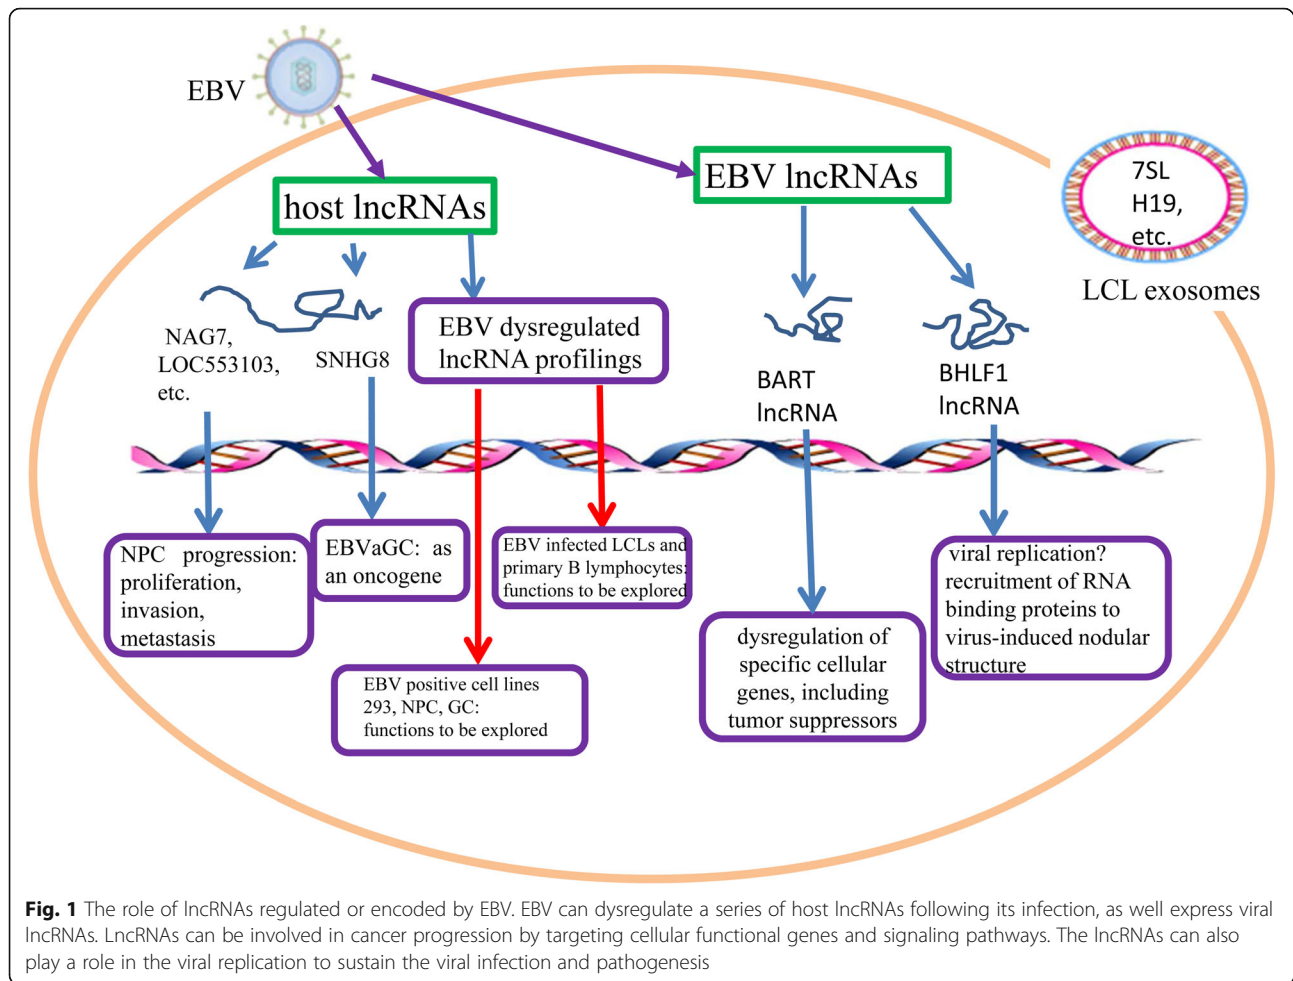 EBV
EBV lncRNAs
host lncRNAs
7SL
H19,
etc.
LCL exosomes
NAG7,
LOC553103,
etc.
SNHG8
EBV dysregulated
lncRNA profilings
BART
lncRNA
BHLF1
lncRNA
NPC progression:
proliferation,
invasion,
metastasis
EBVaGC: as
an oncogene
EBV infected LCLs and
primary B lymphocytes:
functions to be explored
EBV positive cell lines
293, NPC, GC:
functions to be explored
dysregulation of
specific cellular
genes, including
tumor suppressors
viral replication?
recruitment of RNA
binding proteins to
virus-induced nodular
structure
Fig. 1 The role of lncRNAs regulated or encoded by EBV. EBV can dysregulate a series of host lncRNAs following its infection, as well express viral
lncRNAs. LncRNAs can be involved in cancer progression by targeting cellular functional genes and signaling pathways. The lncRNAs can also
play a role in the viral replication to sustain the viral infection and pathogenesis